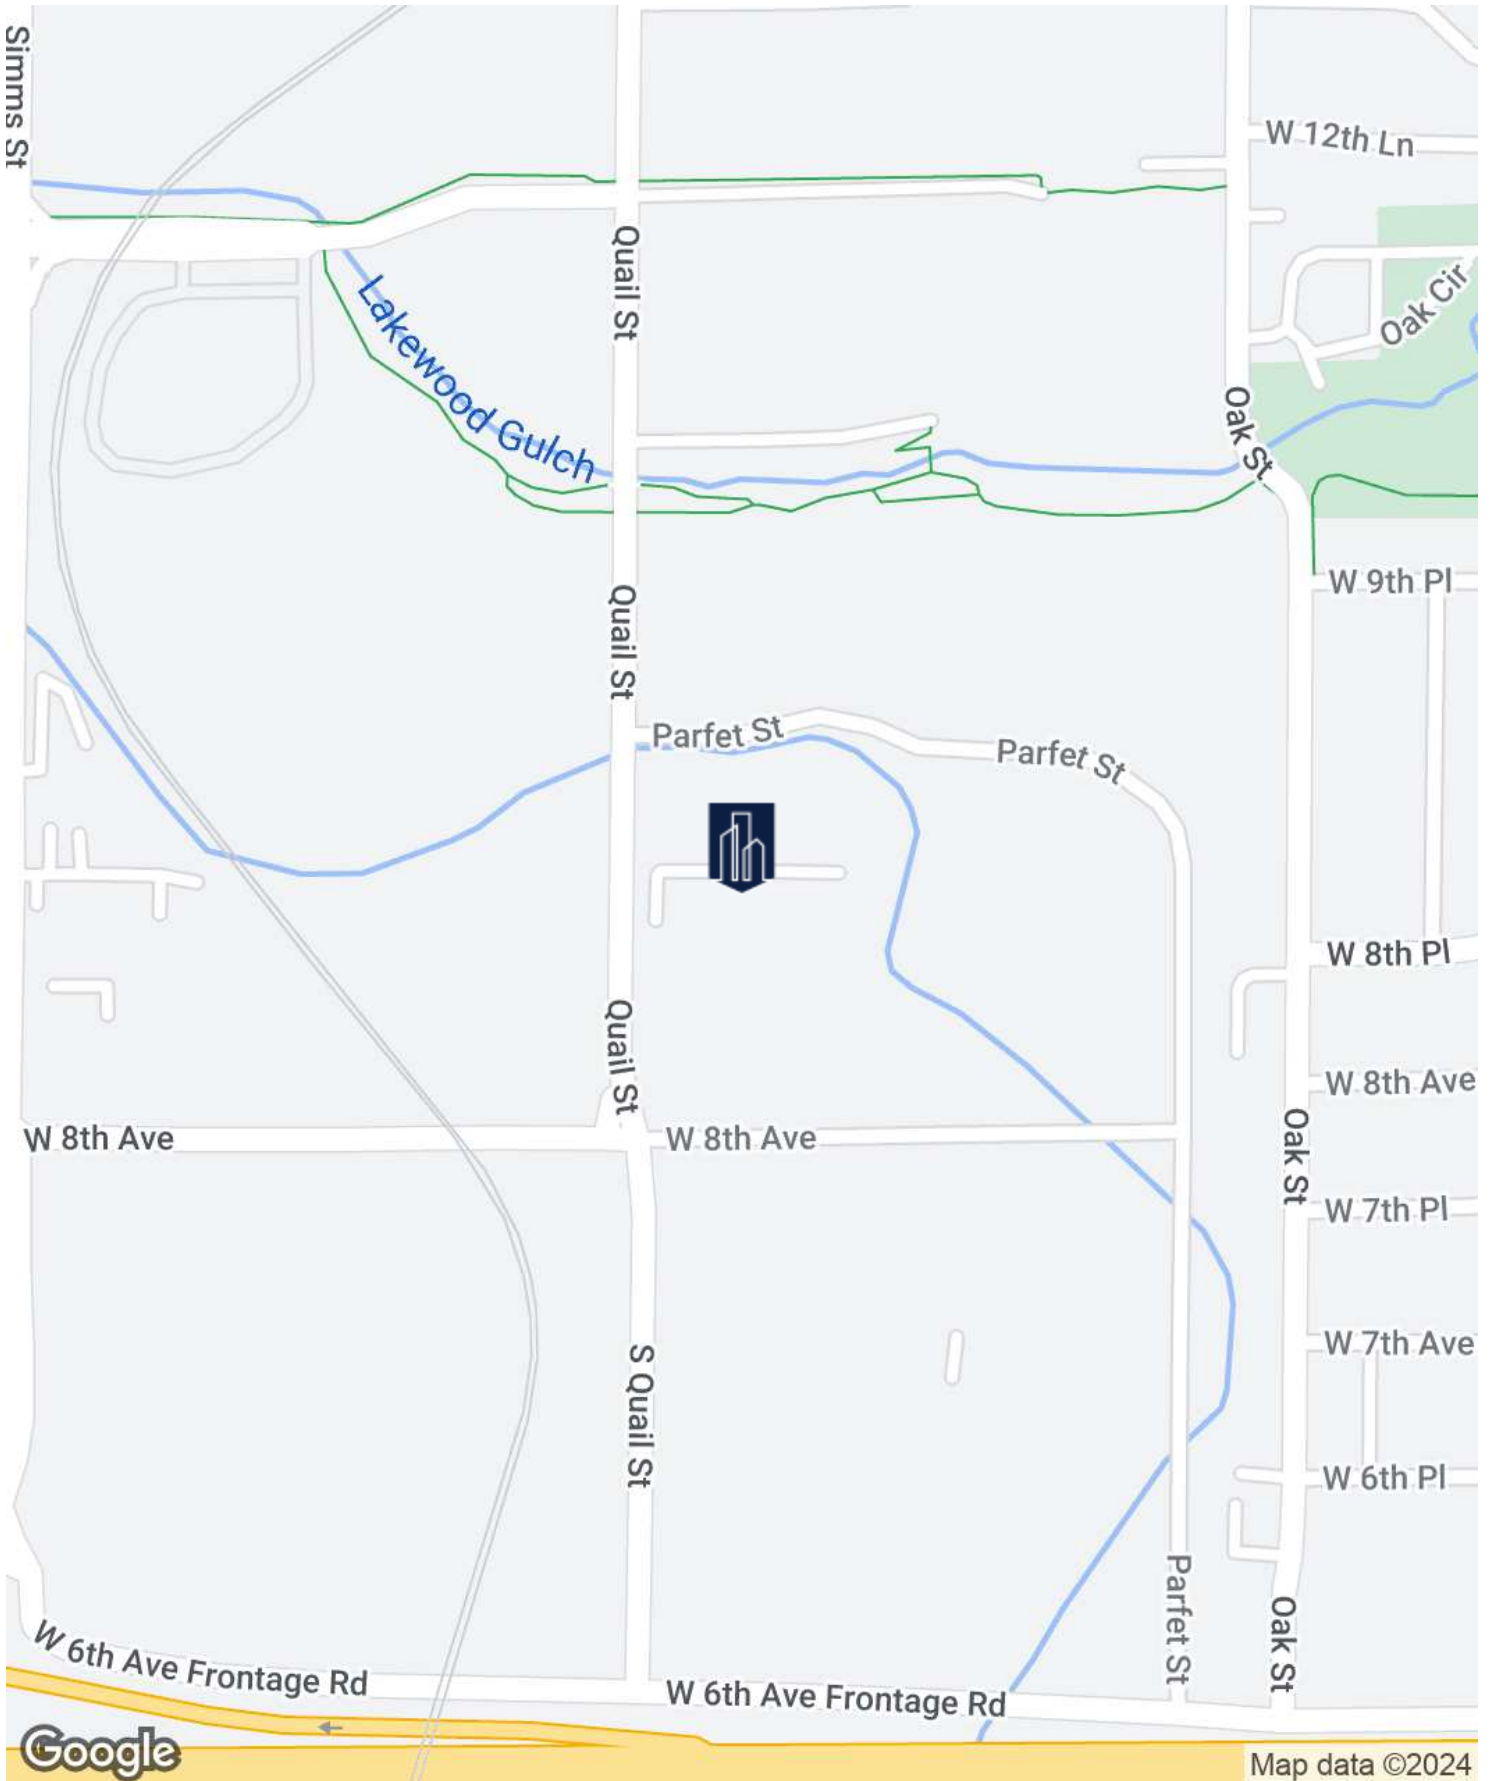 Simms St
W 12th Ln
Quail St
Oak Cir
Lakewood Gulch
Oak St
W 9th Pl
Quail St
Parfet St
Parfet St
W 8th Pl
Quail St
W 8th Ave
W 8th Ave
W 8th Ave
Oak St
W 7th Pl
W 7th Ave
S Quail St
W 6th Pl
Parfet St
Oak St
W 6th Ave Frontage Rd
W 6th Ave Frontage Rd
Google
Map data ©2024